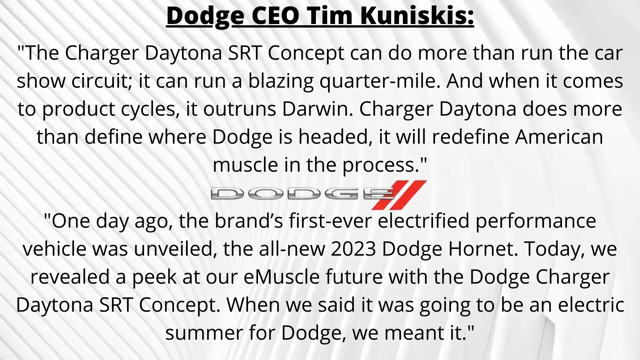 Dodge CEO Tim Kuniskis:
"The Charger Daytona SRT Concept can do more than run the car
show circuit; it can run a blazing quarter-mile. And when it comes
to product cycles, it outruns Darwin. Charger Daytona does more
than define where Dodge is headed, it will redefine American
muscle in the process."
DODGE
"One day ago, the brand’s first-ever electrified performance
vehicle was unveiled, the all-new 2023 Dodge Hornet. Today, we
revealed a peek at our eMuscle future with the Dodge Charger
Daytona SRT Concept. When we said it was going to be an electric
summer for Dodge, we meant it."